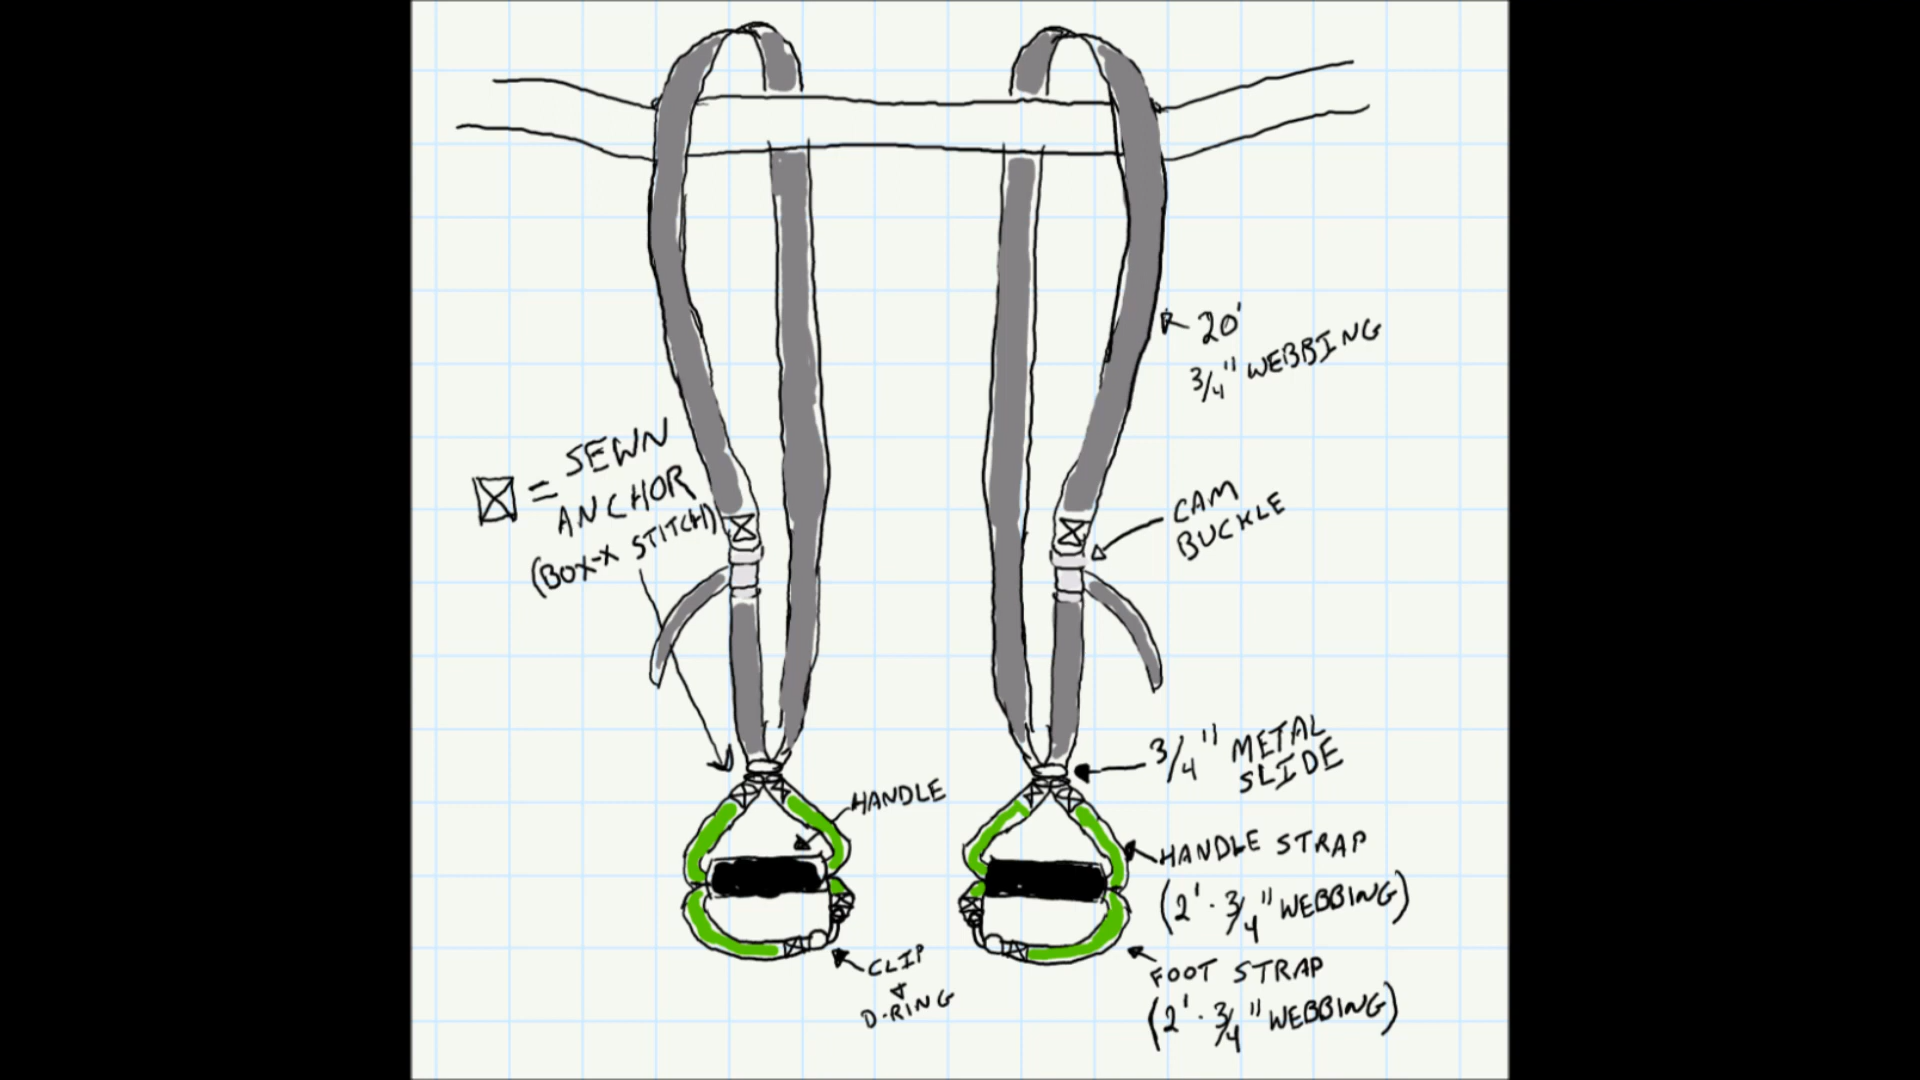 20'
3/4" WEBBING
= SEWN
ANCHOR
(BOX-X STITCH)
CAM
BUCKLE
3/4" METAL
SLIDE
HANDLE
HANDLE STRAP
(2' · 3/4" WEBBING)
CLIP
&
D-RING
FOOT STRAP
(2' · 3/4" WEBBING)